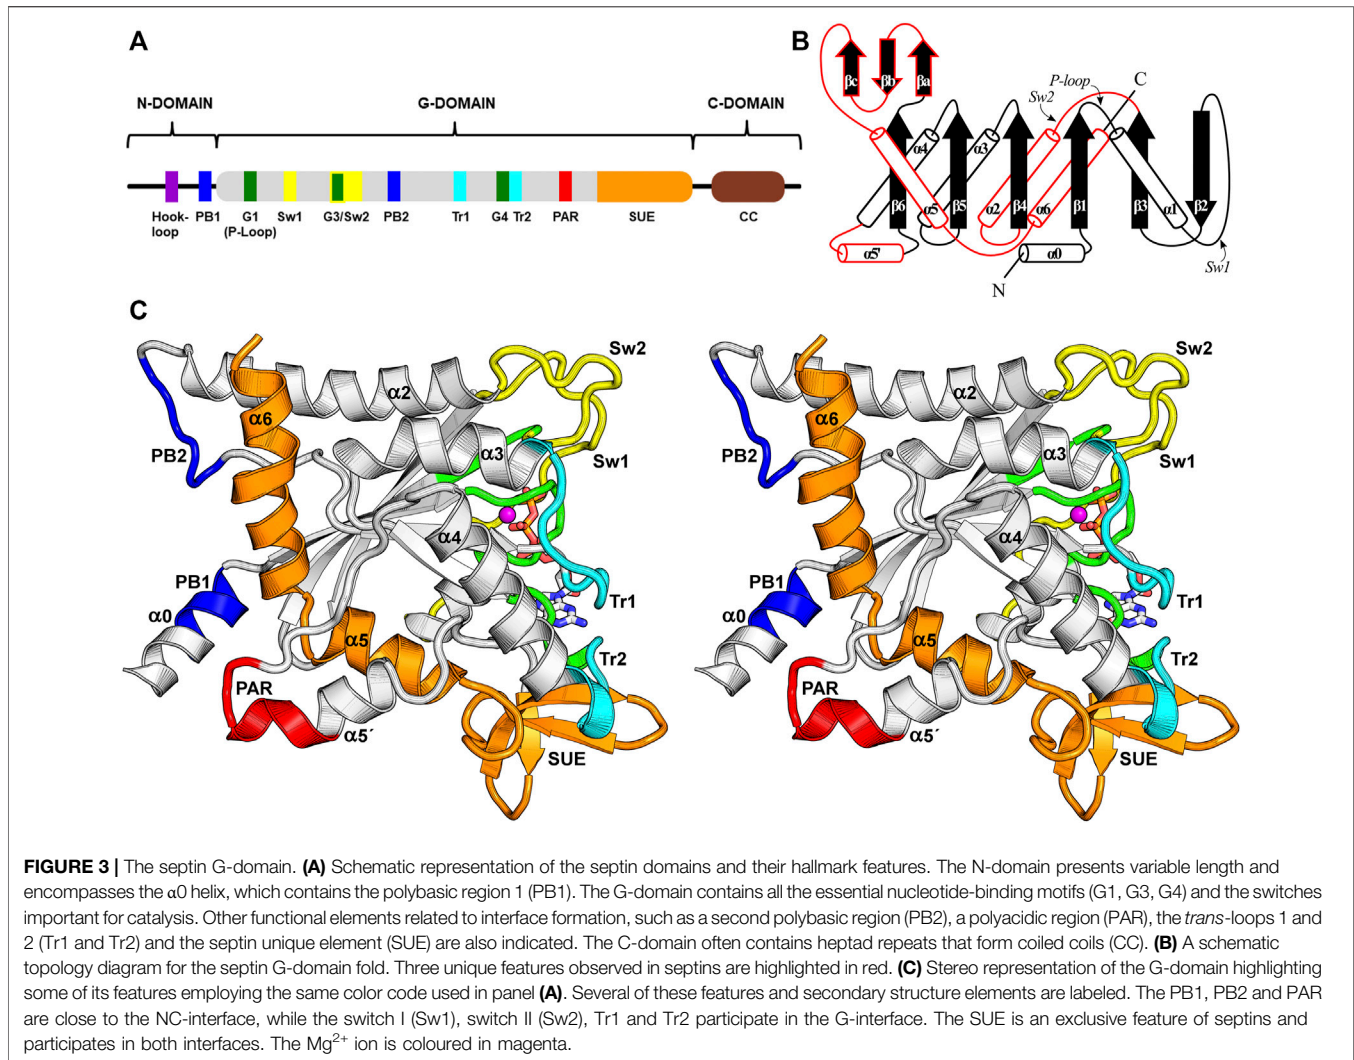 A
N-DOMAIN G-DOMAIN C-DOMAIN
Hook-loop PB1 G1 (P-Loop) Sw1 G3/Sw2 PB2 Tr1 G4 Tr2 PAR SUE CC
B
βc βb βa
Sw2 P-loop C
α4 α3
β6 α5 β5 α2 β4 α6 β1 β3 α1 β2
α5' α0
Sw1
N
C
Sw2
α2
α6
α3
PB2
Sw1
α4
PB1
α0
Tr1
α5
Tr2
PAR
α5´
SUE
Sw2
α2
α6
α3
PB2
Sw1
α4
PB1
α0
Tr1
α5
Tr2
PAR
α5´
SUE
FIGURE 3 | The septin G-domain. (A) Schematic representation of the septin domains and their hallmark features. The N-domain presents variable length and
encompasses the α0 helix, which contains the polybasic region 1 (PB1). The G-domain contains all the essential nucleotide-binding motifs (G1, G3, G4) and the switches
important for catalysis. Other functional elements related to interface formation, such as a second polybasic region (PB2), a polyacidic region (PAR), the trans-loops 1 and
2 (Tr1 and Tr2) and the septin unique element (SUE) are also indicated. The C-domain often contains heptad repeats that form coiled coils (CC). (B) A schematic
topology diagram for the septin G-domain fold. Three unique features observed in septins are highlighted in red. (C) Stereo representation of the G-domain highlighting
some of its features employing the same color code used in panel (A). Several of these features and secondary structure elements are labeled. The PB1, PB2 and PAR
are close to the NC-interface, while the switch I (Sw1), switch II (Sw2), Tr1 and Tr2 participate in the G-interface. The SUE is an exclusive feature of septins and
participates in both interfaces. The Mg²⁺ ion is coloured in magenta.